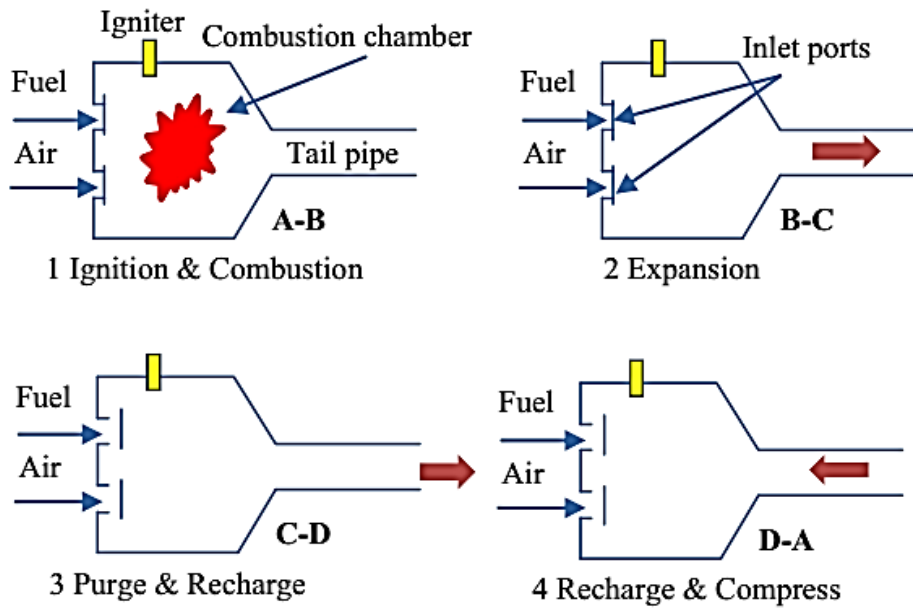 Igniter
Combustion chamber
Fuel
Air
Tail pipe
A-B
1 Ignition & Combustion
Inlet ports
Fuel
Air
B-C
2 Expansion
Fuel
Air
C-D
3 Purge & Recharge
Fuel
Air
D-A
4 Recharge & Compress